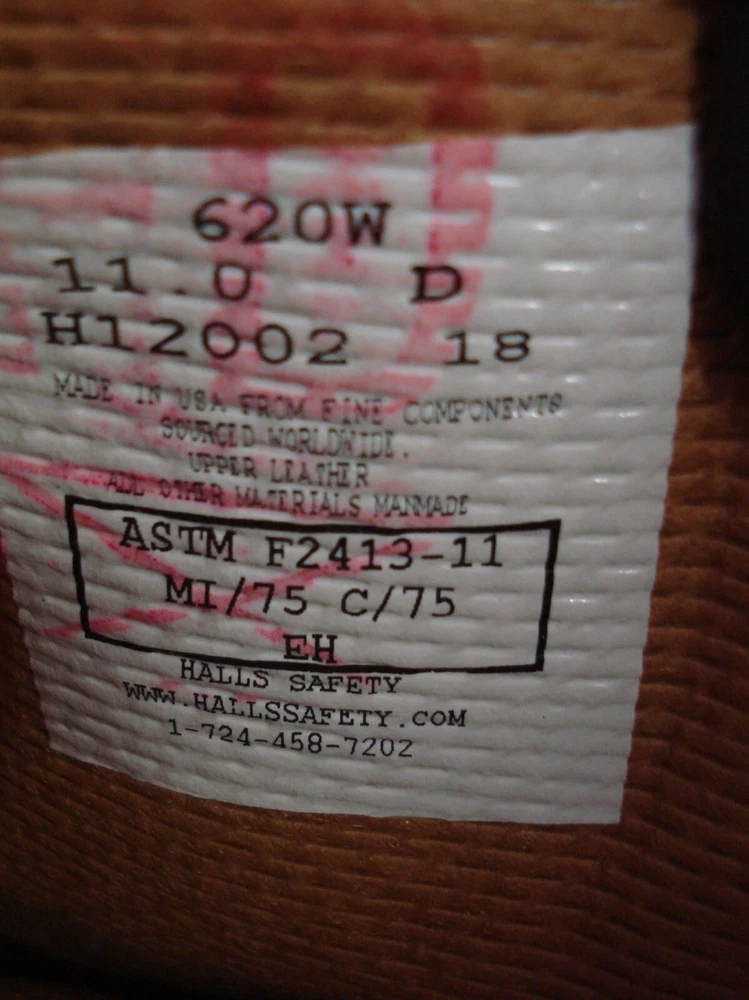 620W
11.0 D
H12002 18
MADE IN USA FROM FINE COMPONENTS
SOURCED WORLDWIDE.
UPPER LEATHER
ALL OTHER MATERIALS MANMADE
ASTM F2413-11
MI/75 C/75
EH
HALLS SAFETY
WWW.HALLSSAFETY.COM
1-724-458-7202